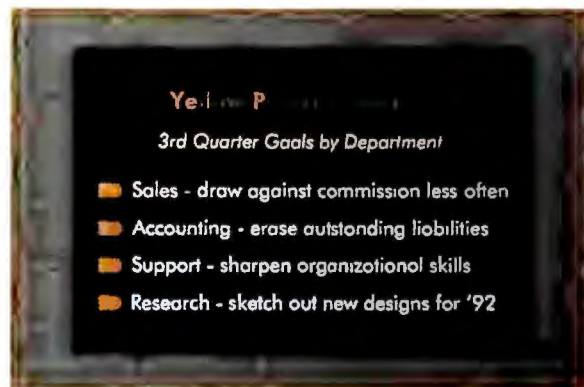 3rd Quarter Goals by Department
Sales - draw against commission less often
Accounting - erase outstanding liabilities
Support - sharpen organizational skills
Research - sketch out new designs for '92